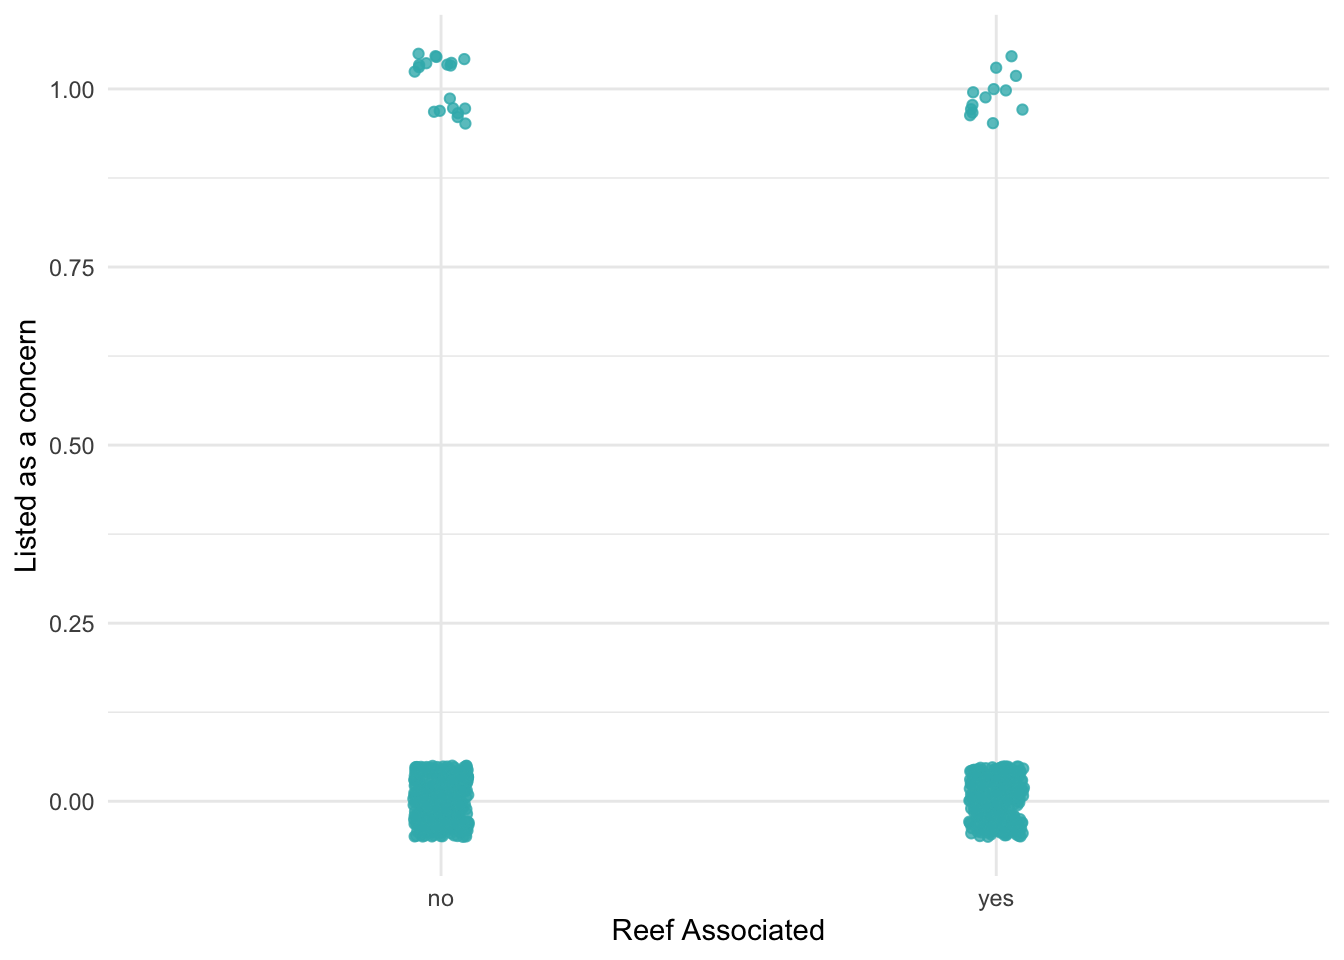 1.00
0.75
0.50
0.25
0.00
Listed as a concern
no
yes
Reef Associated